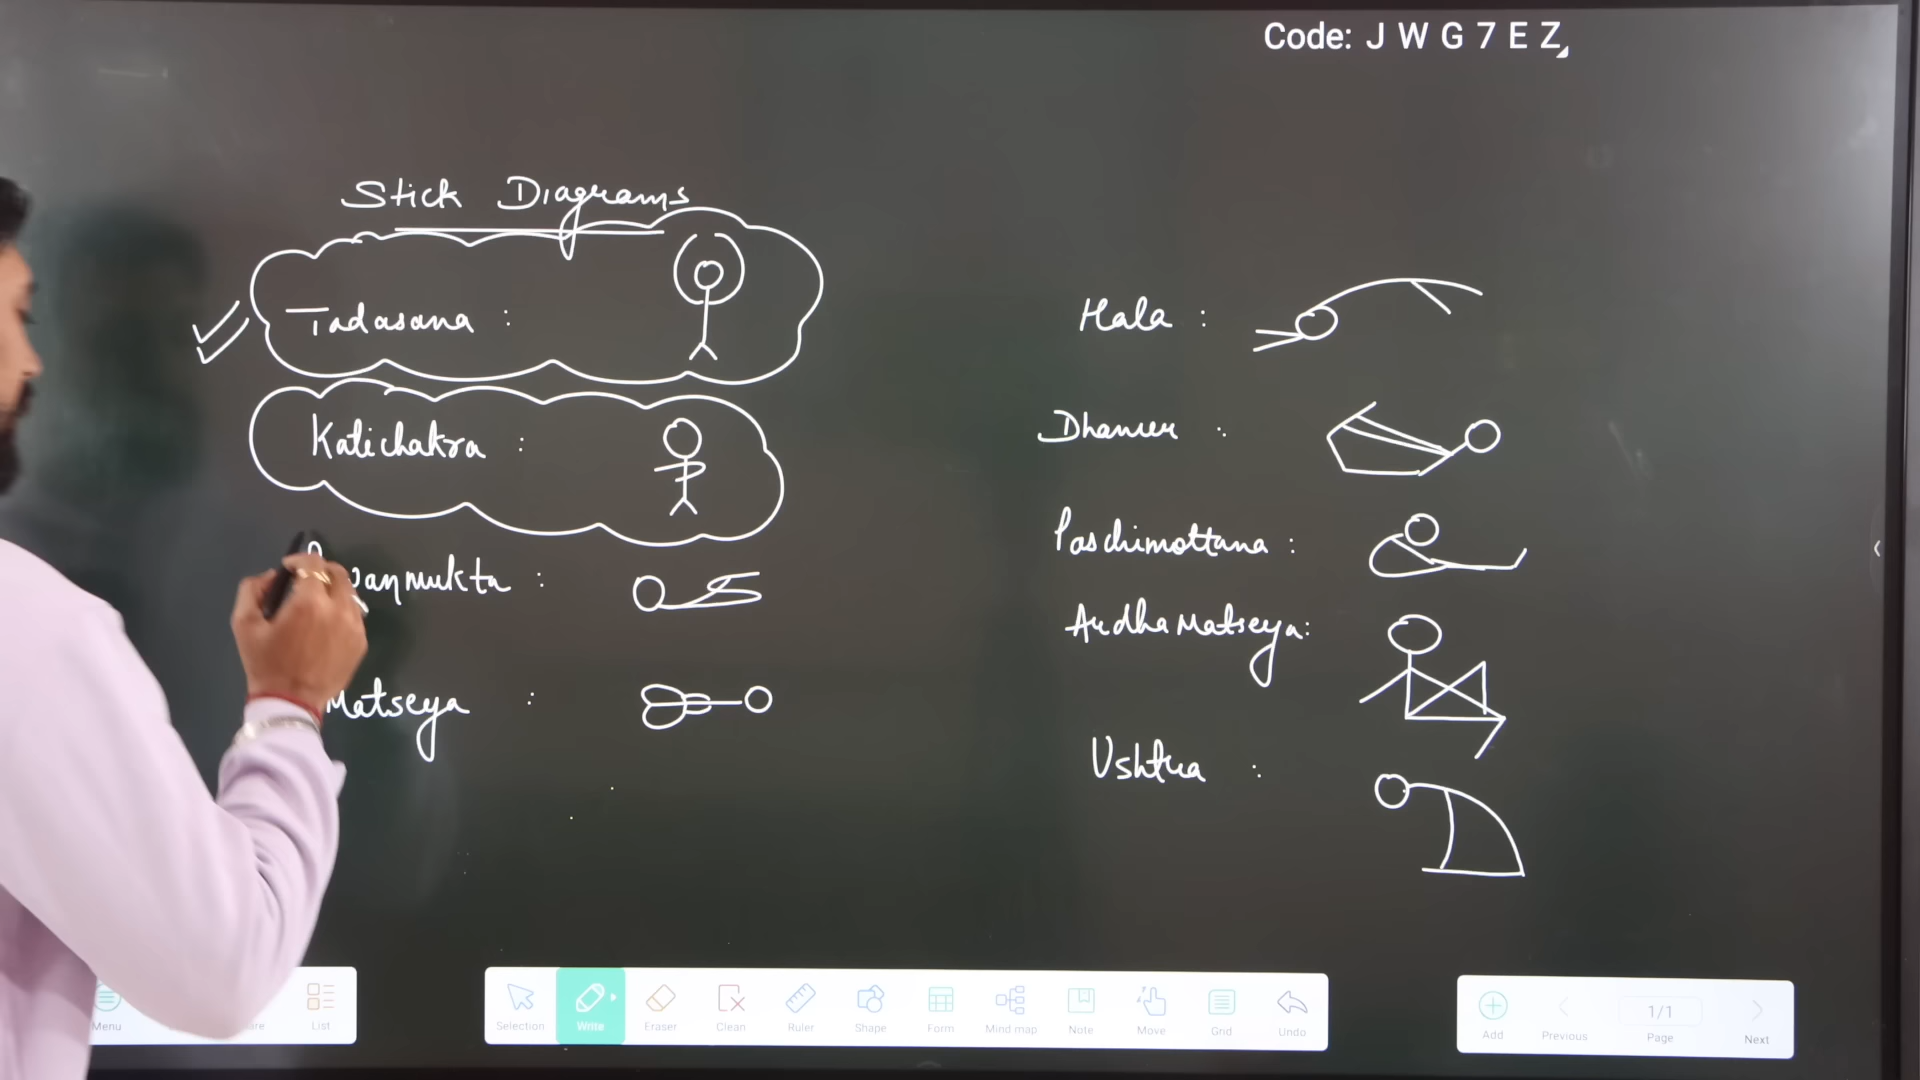 Code: J W G 7 E Z
Stick Diagrams
Tadasana :
Katichakra :
Matseya :
Hala :
Dhanur :
Paschimottana :
Ardha Matseya :
Ushtra :
Menu
List
Selection
Write
Eraser
Clean
Ruler
Shape
Form
Mind map
Note
Move
Grid
Undo
Add
Previous
1/1
Page
Next